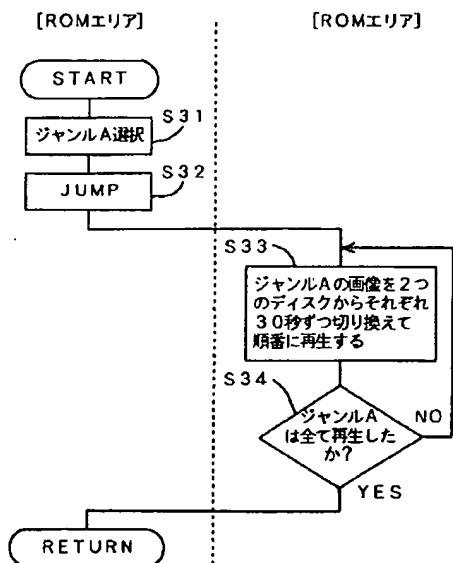 [ROMエリア]
[ROMエリア]
START
S31
ジャンルA選択
S32
JUMP
S33
ジャンルAの画像を2つ
のディスクからそれぞれ
30秒ずつ切り換えて
順番に再生する
S34
ジャンルA
は全て再生した
か?
NO
YES
RETURN